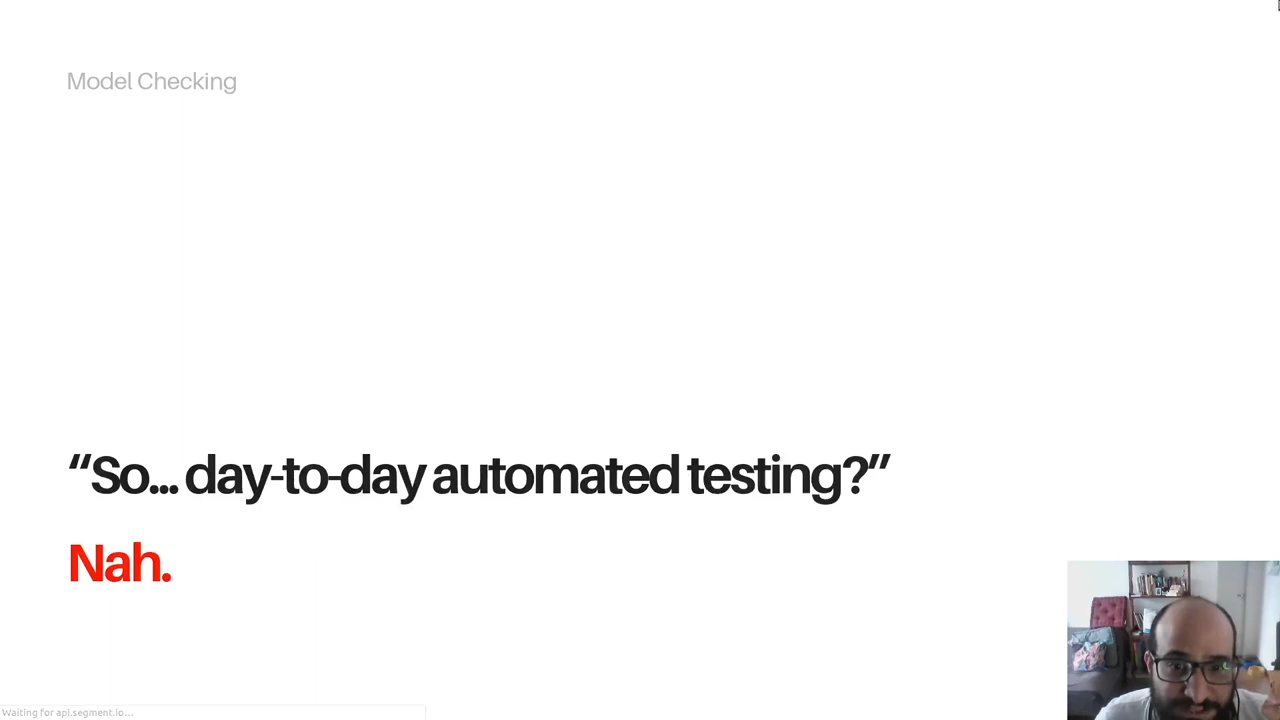 Model Checking
“So... day-to-day automated testing?”
Nah.
Waiting for api.segment.io...